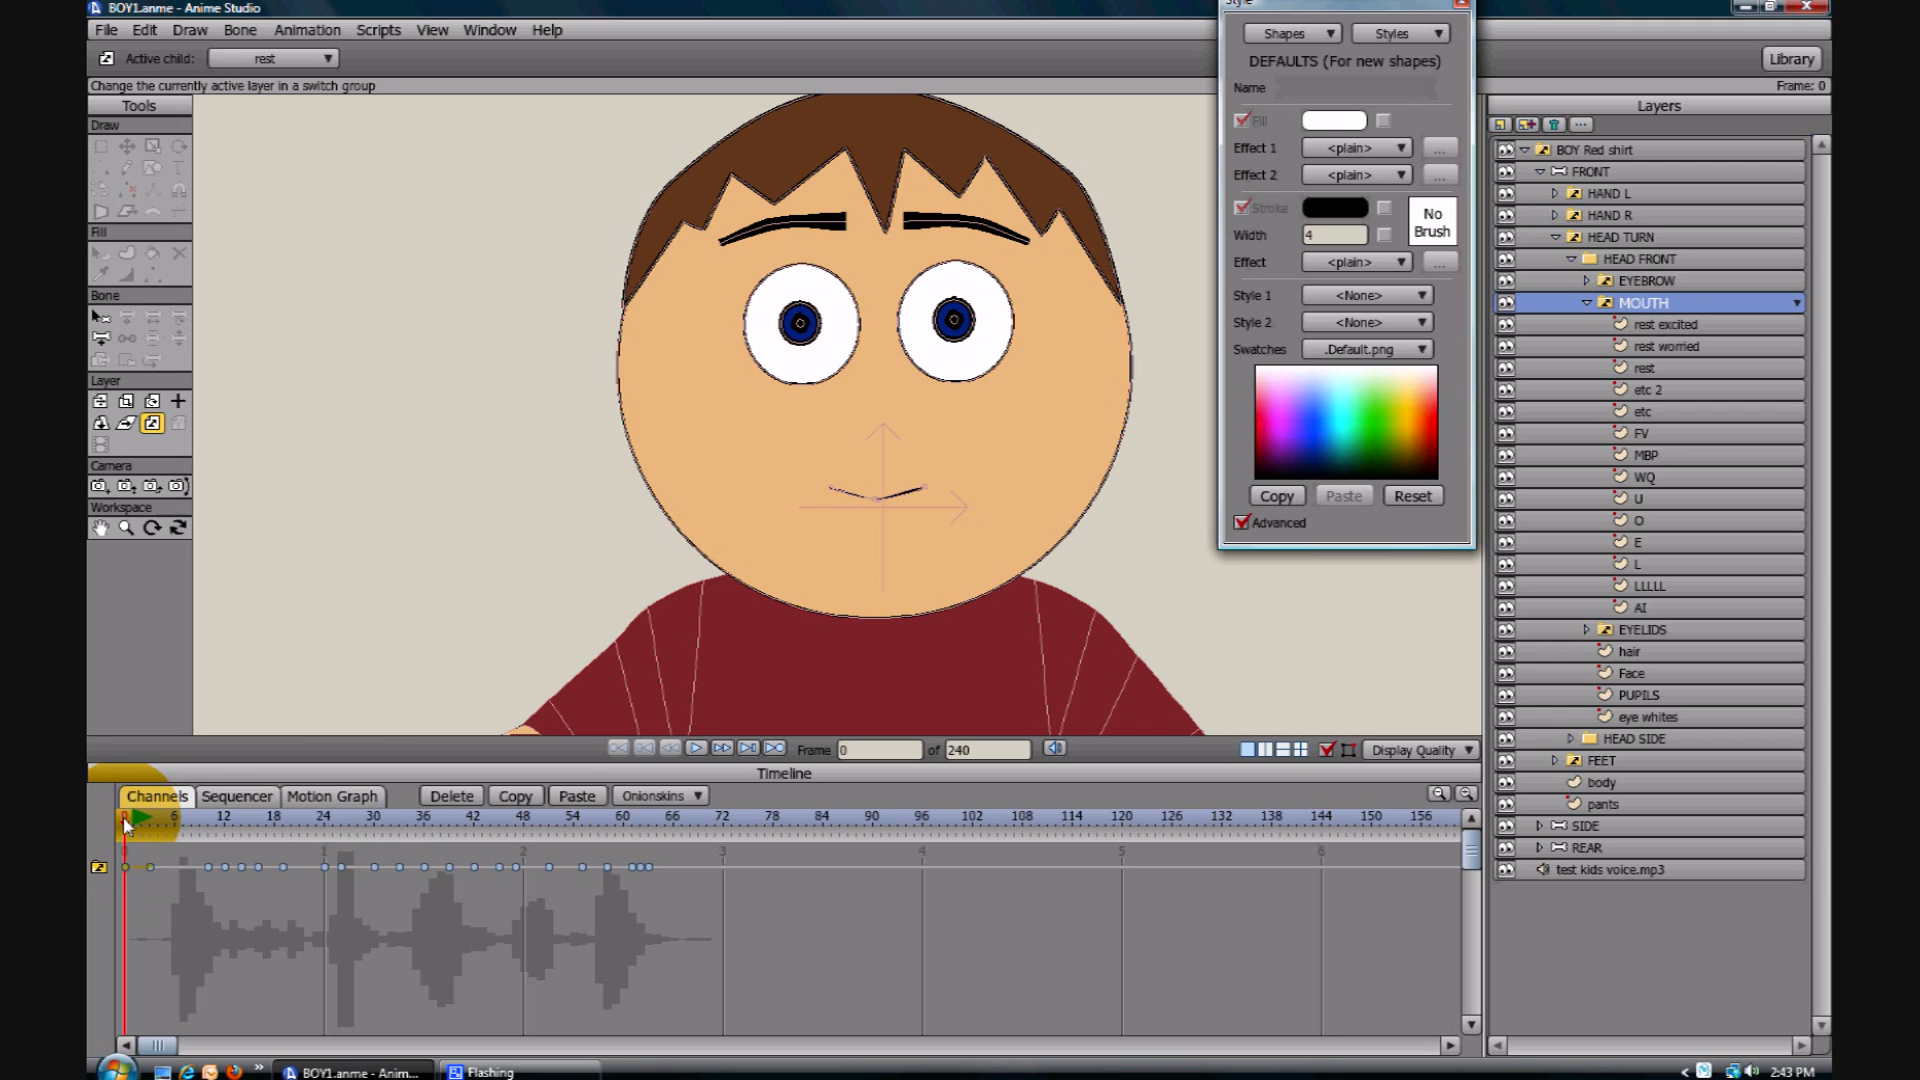 BOY1.anme - Anime Studio
Style
File Edit Draw Bone Animation Scripts View Window Help
Shapes Styles
Active child: rest
Library
DEFAULTS (For new shapes)
Change the currently active layer in a switch group
Frame: 0
Name
Tools
Layers
Draw
Fill
BOY Red shirt
Effect 1 <plain> ...
FRONT
Effect 2 <plain> ...
HAND L
Stroke
No Brush
HAND R
Fill
Width 4
HEAD TURN
Effect <plain> ...
HEAD FRONT
EYEBROW
Bone
Style 1 <None>
MOUTH
Style 2 <None>
rest excited
Swatches .Default.png
rest worried
rest
Layer
etc 2
etc
FV
MBP
Camera
WQ
Copy Paste Reset
U
Workspace
Advanced
O
E
L
LLLLL
AI
EYELIDS
hair
Face
PUPILS
eye whites
HEAD SIDE
Frame 0 of 240
Display Quality
FEET
Timeline
body
Channels Sequencer Motion Graph Delete Copy Paste Onionskins
pants
0 6 12 18 24 30 36 42 48 54 60 66 72 78 84 90 96 102 108 114 120 126 132 138 144 150 156
SIDE
1 2 3 4 5 6
REAR
test kids voice.mp3
BOY1.anme - Anim...
Flashing
2:43 PM